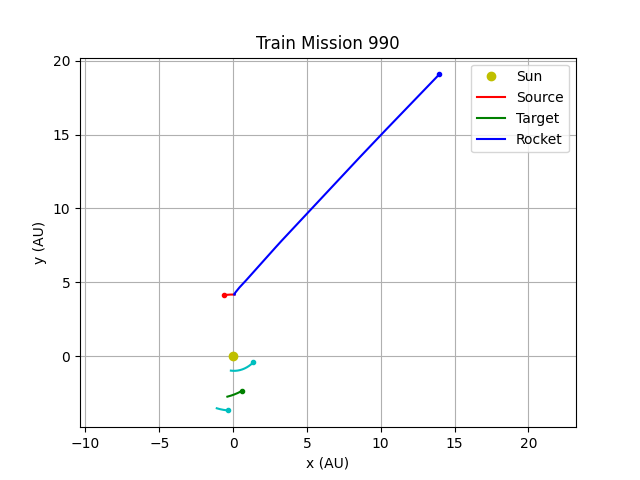 Train Mission 990
20
15
10
5
0
y (AU)
Sun
Source
Target
Rocket
−10
−5
0
5
10
15
20
x (AU)